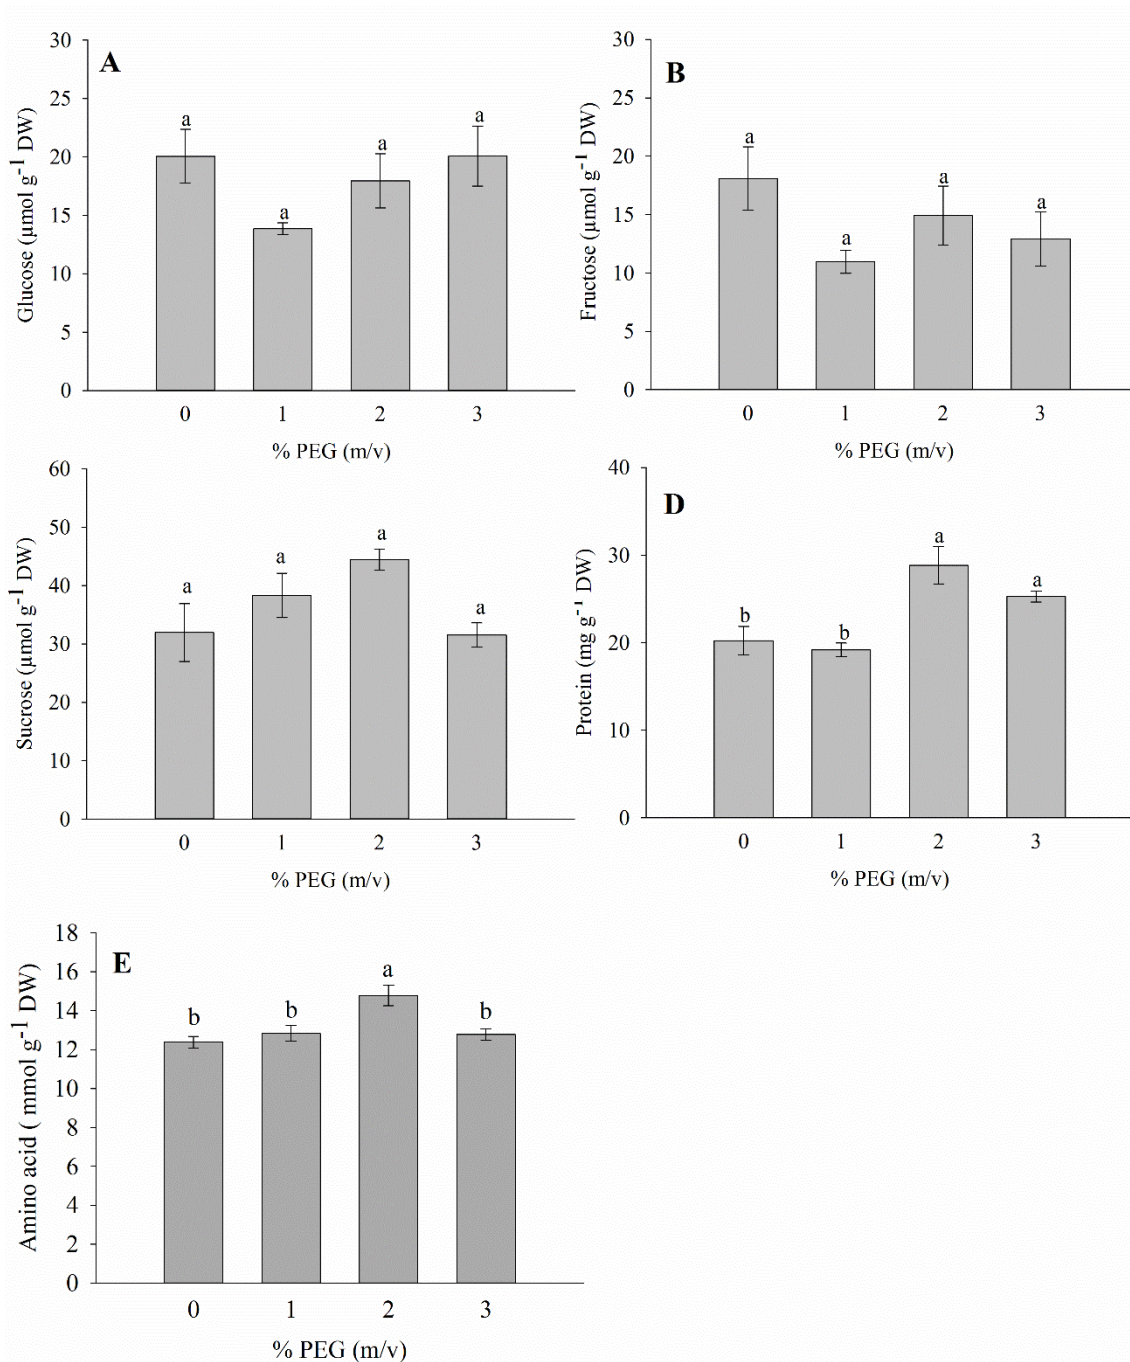 A
Glucose (µmol g⁻¹ DW)
30
25
20
15
10
5
0
a
a
a
a
0 1 2 3
% PEG (m/v)
B
Fructose (µmol g⁻¹ DW)
30
25
20
15
10
5
0
a
a
a
a
0 1 2 3
% PEG (m/v)
Sucrose (µmol g⁻¹ DW)
60
50
40
30
20
10
0
a
a
a
a
0 1 2 3
% PEG (m/v)
D
Protein (mg g⁻¹ DW)
40
30
20
10
0
b
b
a
a
0 1 2 3
% PEG (m/v)
E
Amino acid ( mmol g⁻¹ DW)
18
16
14
12
10
8
6
4
2
0
b
b
a
b
0 1 2 3
% PEG (m/v)